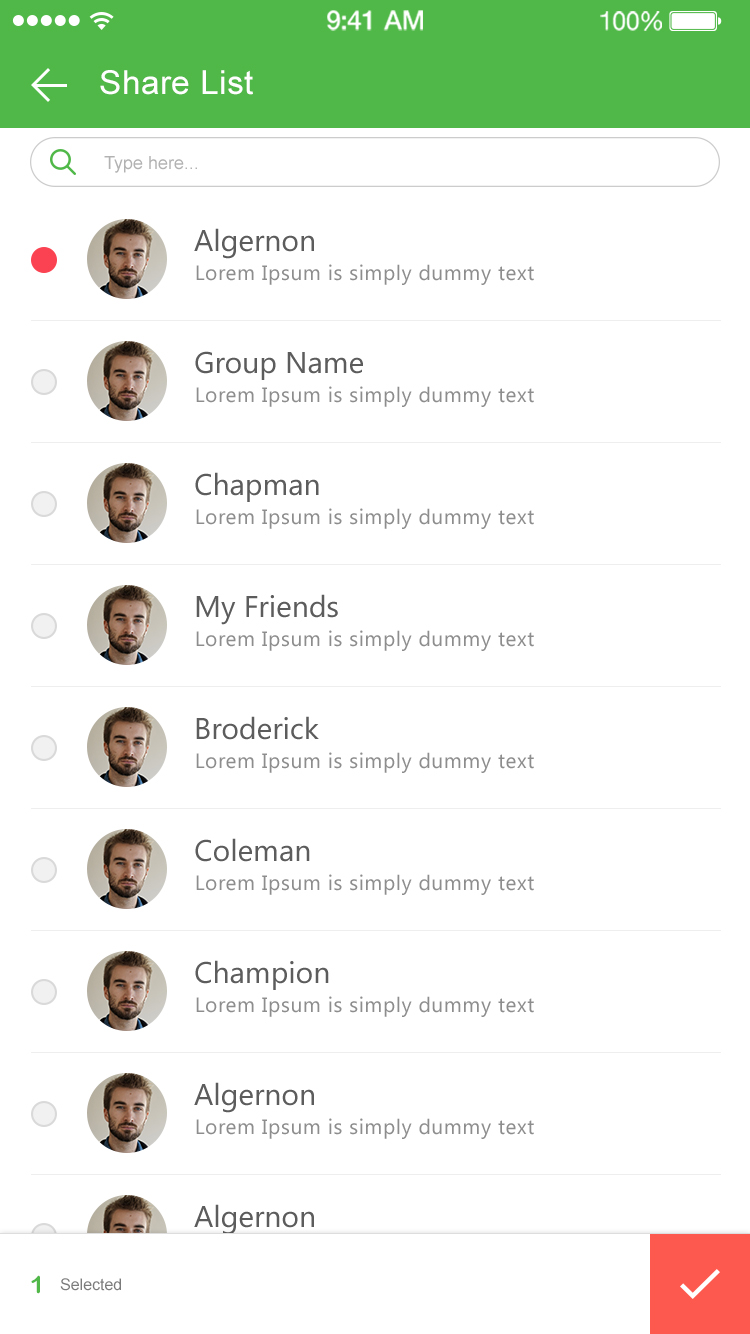 9:41 AM 100%
Share List
Type here...
Algernon
Lorem Ipsum is simply dummy text
Group Name
Lorem Ipsum is simply dummy text
Chapman
Lorem Ipsum is simply dummy text
My Friends
Lorem Ipsum is simply dummy text
Broderick
Lorem Ipsum is simply dummy text
Coleman
Lorem Ipsum is simply dummy text
Champion
Lorem Ipsum is simply dummy text
Algernon
Lorem Ipsum is simply dummy text
Algernon
1 Selected